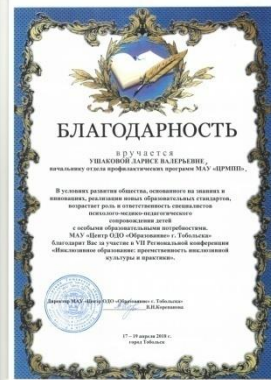 БЛАГОДАРНОСТЬ
вручается
УШАКОВОЙ ЛАРИСЕ ВАЛЕРЬЕВНЕ,
начальнику отдела профилактических программ МАУ «ЦРМПП».
В условиях развития общества, основанного на знаниях и
инновациях, реализации новых образовательных стандартов,
возрастает роль и ответственность специалистов
психолого-медико-педагогического
сопровождения детей
с особыми образовательными потребностями.
МАУ «Центр ОДО «Образование» г. Тобольска»
благодарит Вас за участие в VII Региональной конференции
«Инклюзивное образование: преемственность инклюзивной
культуры и практики».
Директор МАУ «Центр ОДО «Образование» г. Тобольска»
17 – 19 апреля 2018 г.
город Тобольск